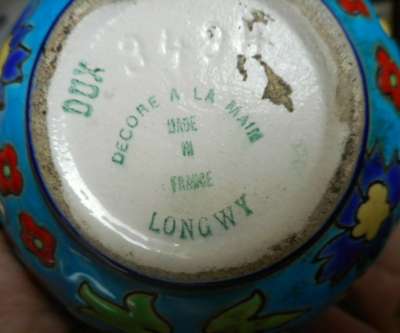 DUX
DECORE A LA MAIN
MADE
IN
FRANCE
LONGWY